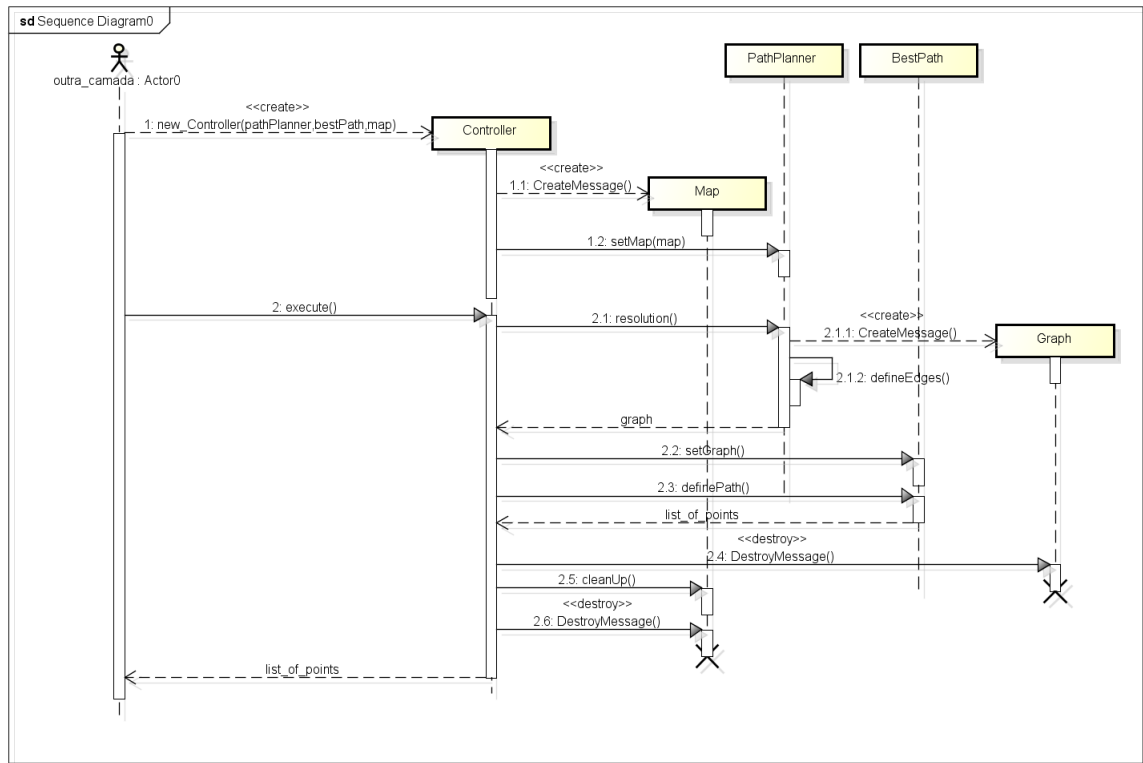 sd Sequence Diagram0
outra_camada : Actor0
PathPlanner
BestPath
<<create>>
1: new_Controller(pathPlanner,bestPath,map)
Controller
<<create>>
1.1: CreateMessage()
Map
1.2: setMap(map)
2: execute()
2.1: resolution()
<<create>>
2.1.1: CreateMessage()
Graph
2.1.2: defineEdges()
graph
2.2: setGraph()
2.3: definePath()
list_of_points
<<destroy>>
2.4: DestroyMessage()
2.5: cleanUp()
<<destroy>>
2.6: DestroyMessage()
list_of_points